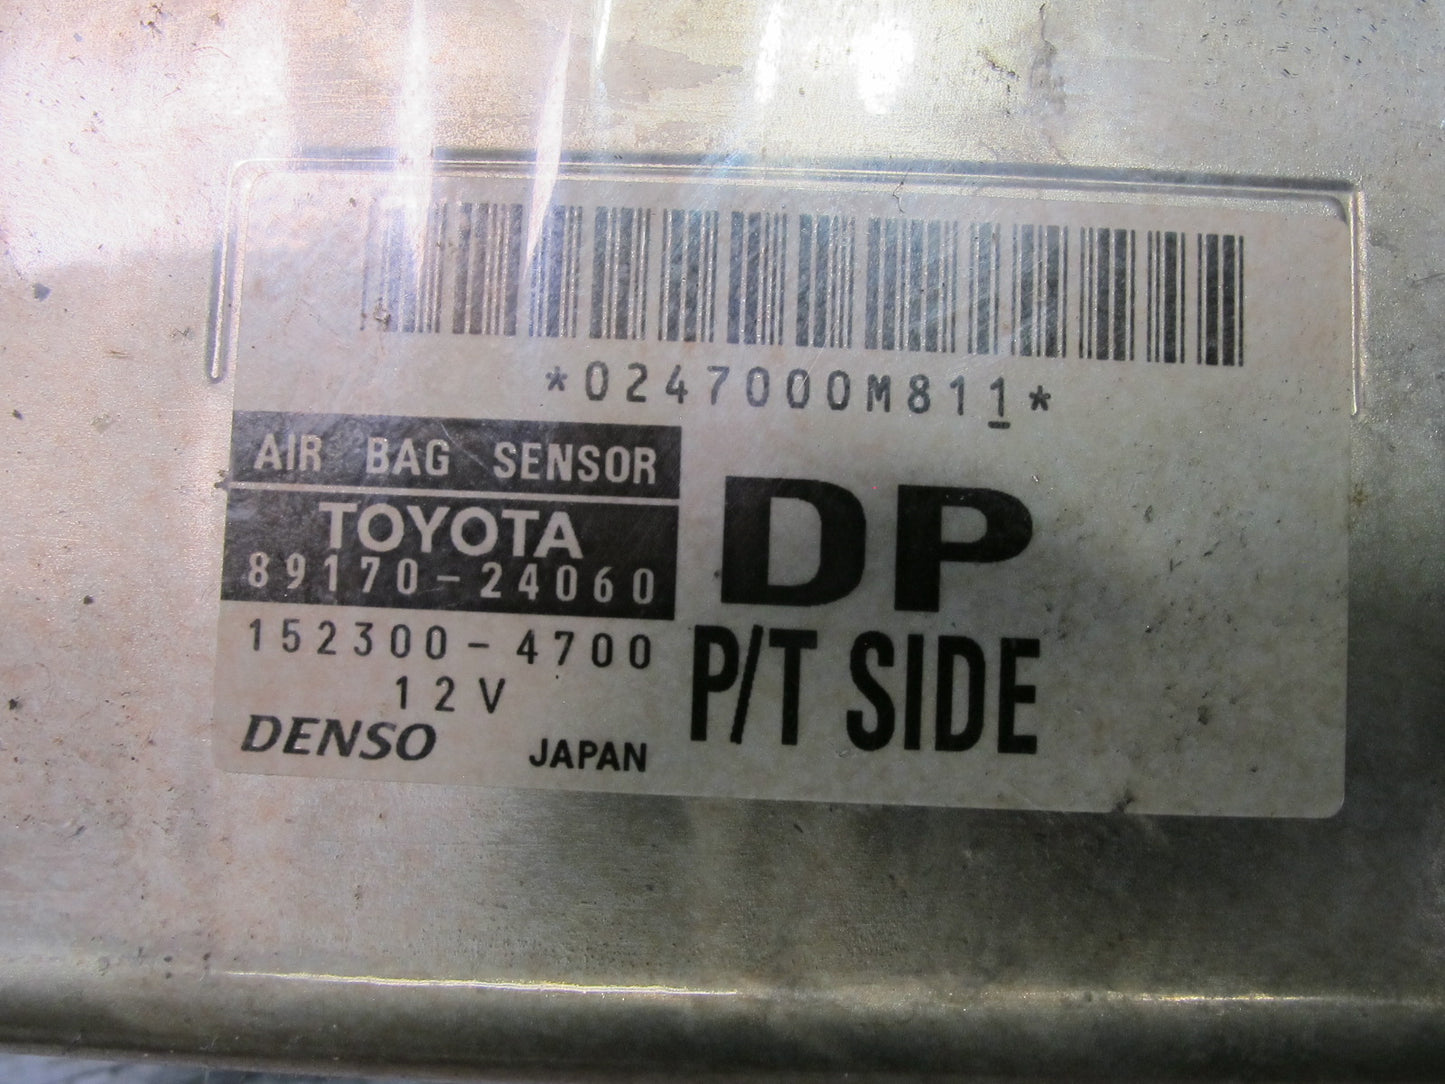 *0247000M811*
AIR BAG SENSOR
TOYOTA
89170-24060
152300-4700
12V
DENSO JAPAN
DP
P/T SIDE